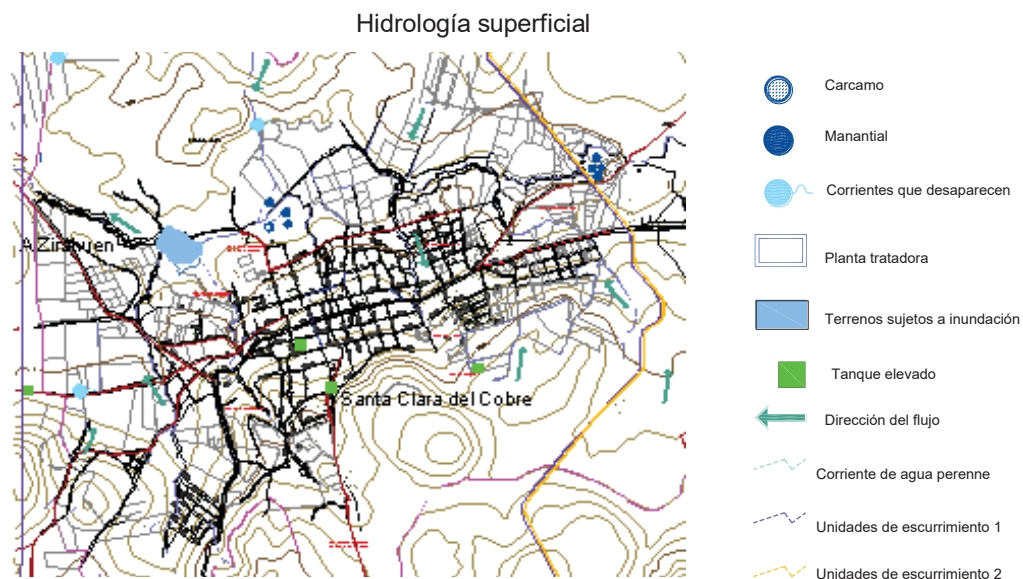 Hidrología superficial
A Zirahuen
Santa Clara del Cobre
Carcamo
Manantial
Corrientes que desaparecen
Planta tratadora
Terrenos sujetos a inundación
Tanque elevado
Dirección del flujo
Corriente de agua perenne
Unidades de escurrimiento 1
Unidades de escurrimiento 2